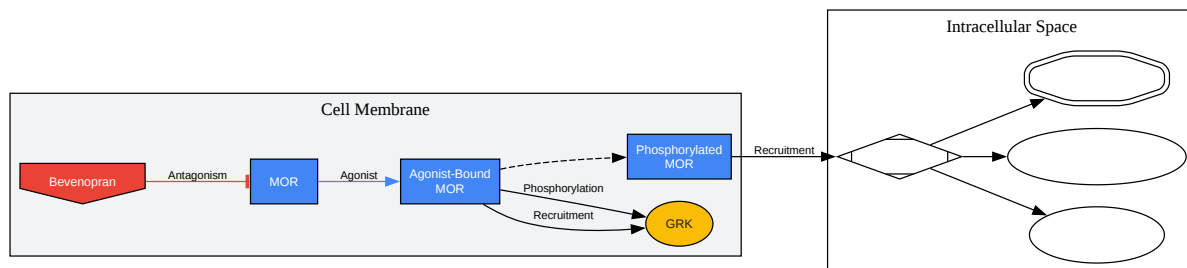 Intracellular Space
Cell Membrane
Bevenopran
Antagonism
MOR
Agonist
Agonist-Bound
MOR
Phosphorylated
MOR
Recruitment
Phosphorylation
Recruitment
GRK